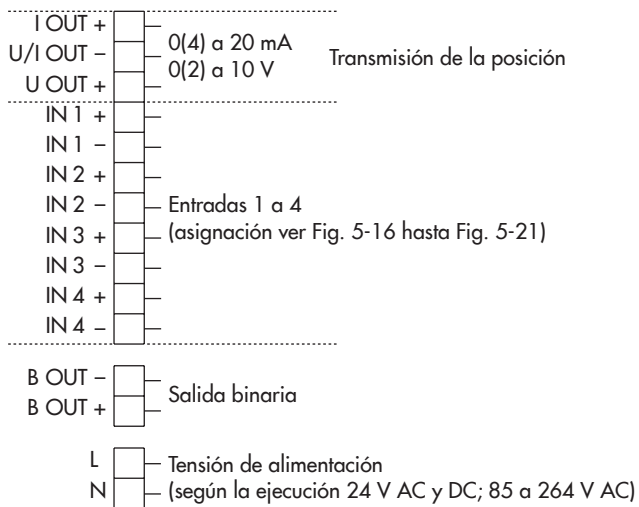 I OUT +
U/I OUT –
U OUT +
0(4) a 20 mA
0(2) a 10 V
Transmisión de la posición
IN 1 +
IN 1 –
IN 2 +
IN 2 –
IN 3 +
IN 3 –
IN 4 +
IN 4 –
Entradas 1 a 4
(asignación ver Fig. 5-16 hasta Fig. 5-21)
B OUT –
B OUT +
Salida binaria
L
N
Tensión de alimentación
(según la ejecución 24 V AC y DC; 85 a 264 V AC)